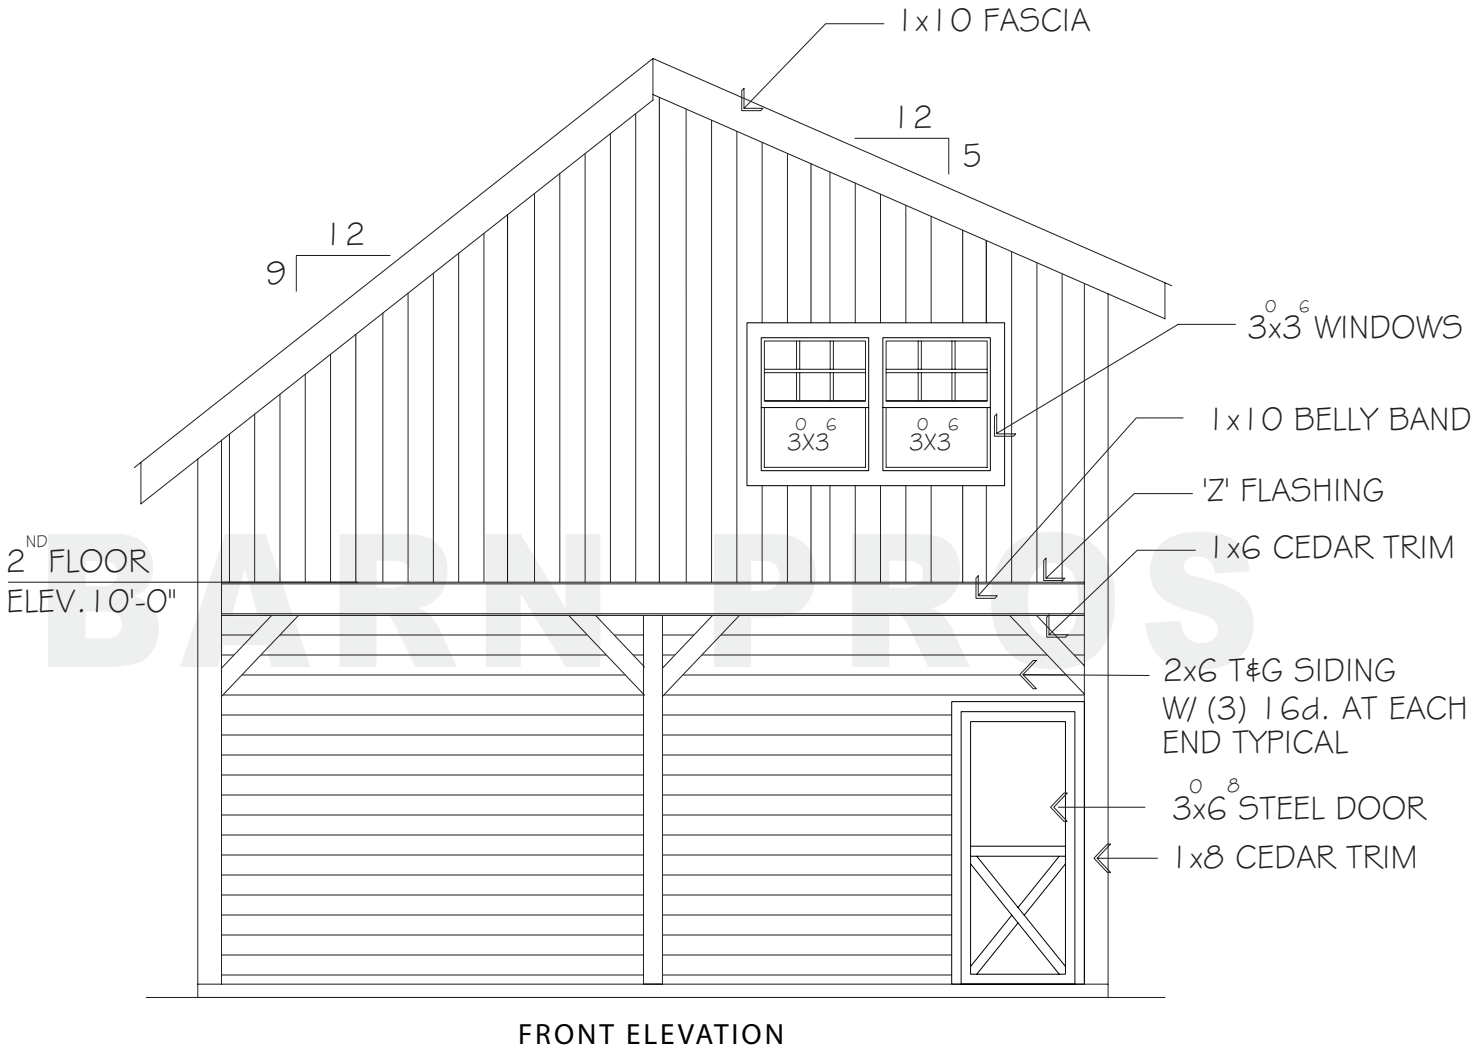 1x10 FASCIA
12
5
12
9
3⁰x3⁶ WINDOWS
1x10 BELLY BAND
3⁰X3⁶ 3⁰X3⁶
'Z' FLASHING
1x6 CEDAR TRIM
2ND FLOOR
ELEV. 10'-0"
BARN PROS
2x6 T&G SIDING
W/ (3) 16d. AT EACH
END TYPICAL
3⁰x6⁸ STEEL DOOR
1x8 CEDAR TRIM
FRONT ELEVATION